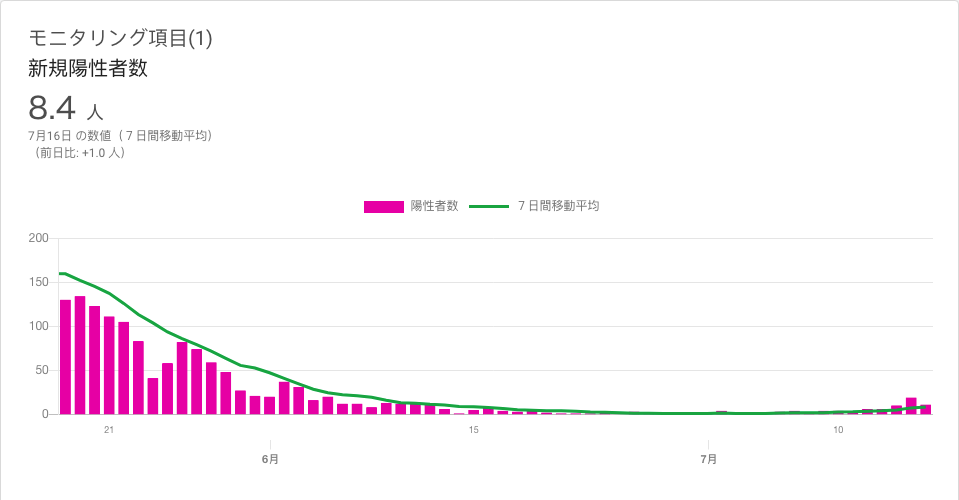 モニタリング項目(1)
新規陽性者数
8.4 人
7月16日 の数値（７日間移動平均）
（前日比: +1.0 人）
陽性者数 ７日間移動平均
200
150
100
50
0
21 15 10
6月 7月